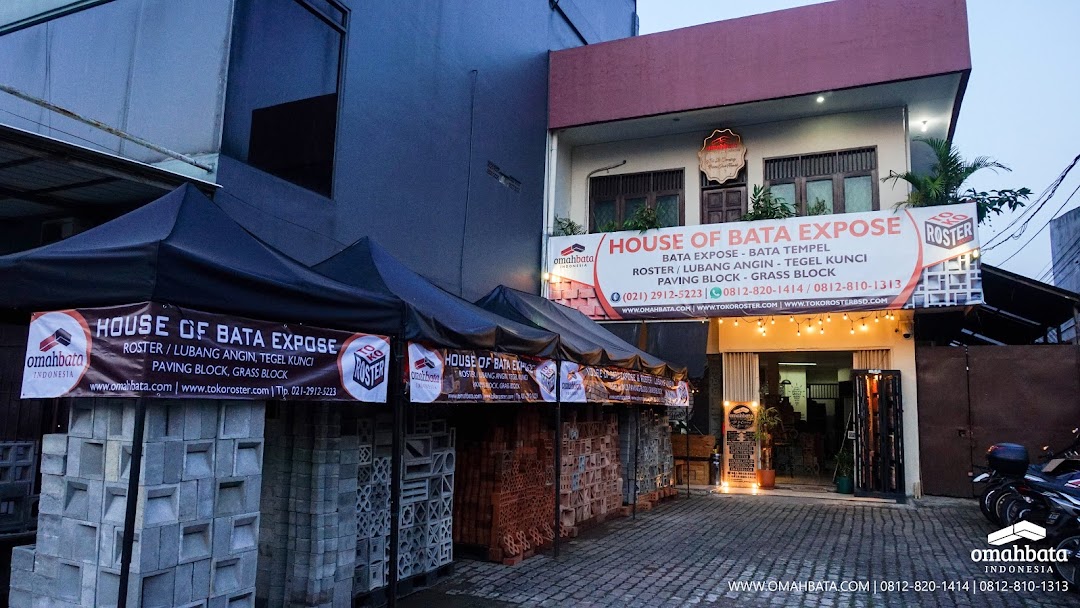 omahbata
INDONESIA
HOUSE OF BATA EXPOSE
BATA EXPOSE - BATA TEMPEL
ROSTER / LUBANG ANGIN - TEGEL KUNCI
PAVING BLOCK - GRASS BLOCK
(021) 2912-5223 | 0812-820-1414 / 0812-810-1313
WWW.OMAHBATA.COM | WWW.TOKOROSTER.COM | WWW.TOKOROSTERBSD.COM
TOKO
ROSTER
omahbata
INDONESIA
HOUSE OF BATA EXPOSE
ROSTER / LUBANG ANGIN, TEGEL KUNCI
PAVING BLOCK, GRASS BLOCK
www.omahbata.com / www.tokoroster.com | Tlp. 021-2912-5223
TOKO
ROSTER
omahbata
HOUSE OF BATA EXPOSE
omahbata
omahbata
INDONESIA
WWW.OMAHBATA.COM | 0812-820-1414 | 0812-810-1313